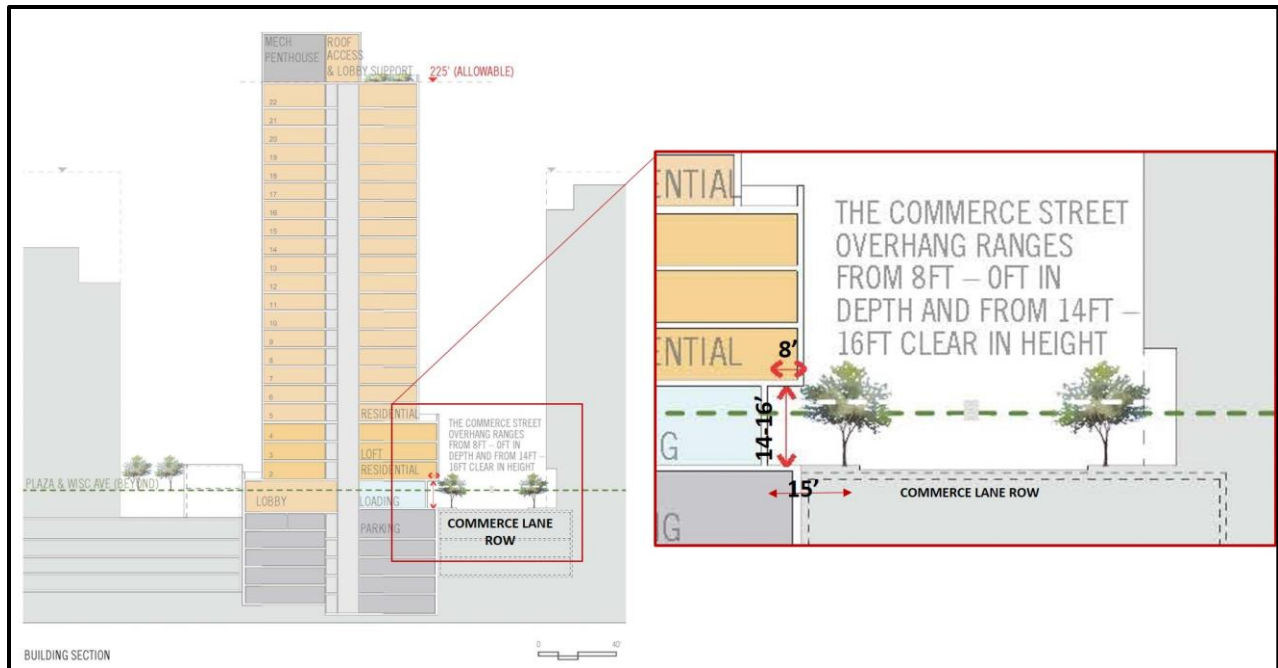 MECH
PENTHOUSE
ROOF
ACCESS
& LOBBY SUPPORT
225' (ALLOWABLE)
22
21
20
19
18
17
16
15
14
13
12
11
10
9
8
7
6
5
RESIDENTIAL
4
3
LOFT
2
RESIDENTIAL
THE COMMERCE STREET
OVERHANG RANGES
FROM 8FT – 0FT IN
DEPTH AND FROM 14FT –
16FT CLEAR IN HEIGHT
PLAZA & WISC AVE (BEYOND)
LOBBY
LOADING
PARKING
COMMERCE LANE
ROW
BUILDING SECTION
0 40'
ENTIAL
THE COMMERCE STREET
OVERHANG RANGES
FROM 8FT – 0FT IN
DEPTH AND FROM 14FT –
16FT CLEAR IN HEIGHT
ENTIAL
8'
14-16'
G
15'
COMMERCE LANE ROW
G